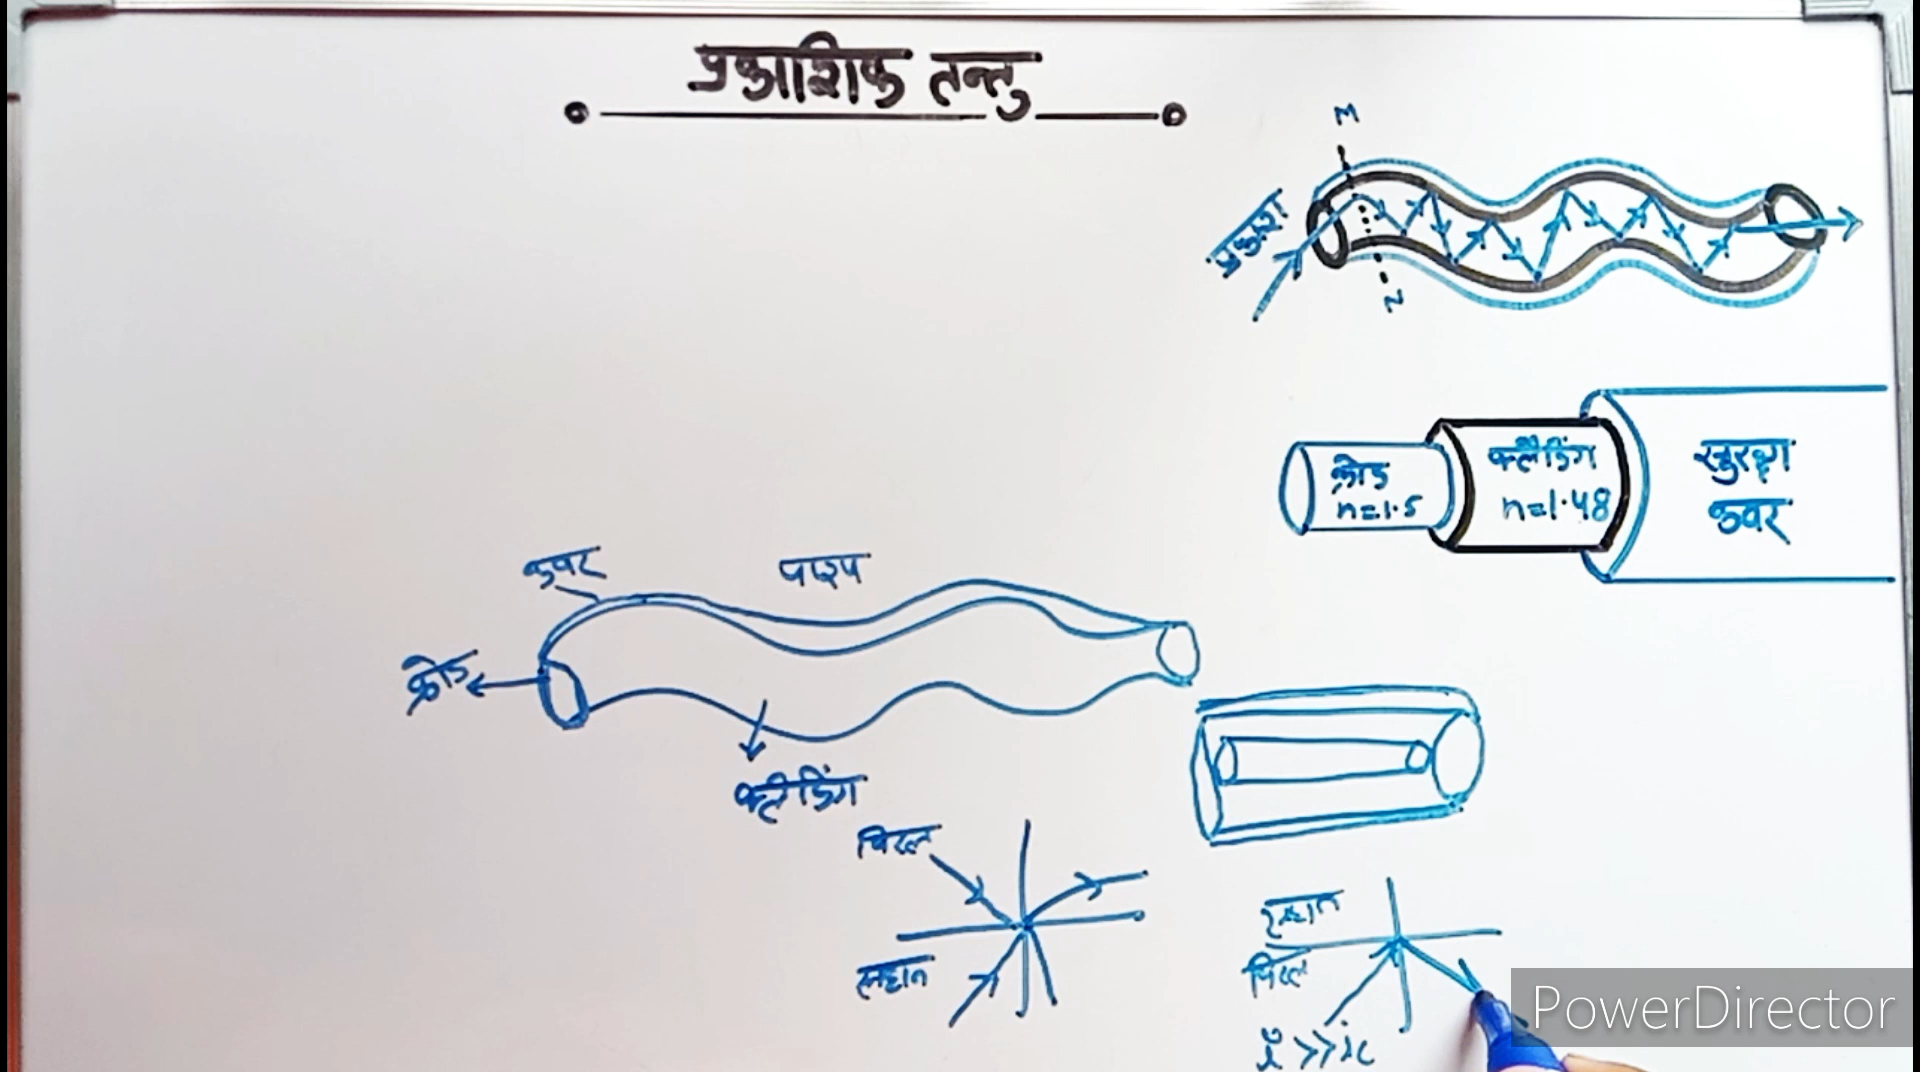 प्रकाशिक तन्तु
M
प्रकाश
N
क्रोड
n=1.5
क्लैडिंग
n=1.48
सुरक्षा
कवर
कवर
पाइप
क्रोड
क्लैडिंग
विरल
सघन
सघन
विरल
i >> ic
PowerDirector